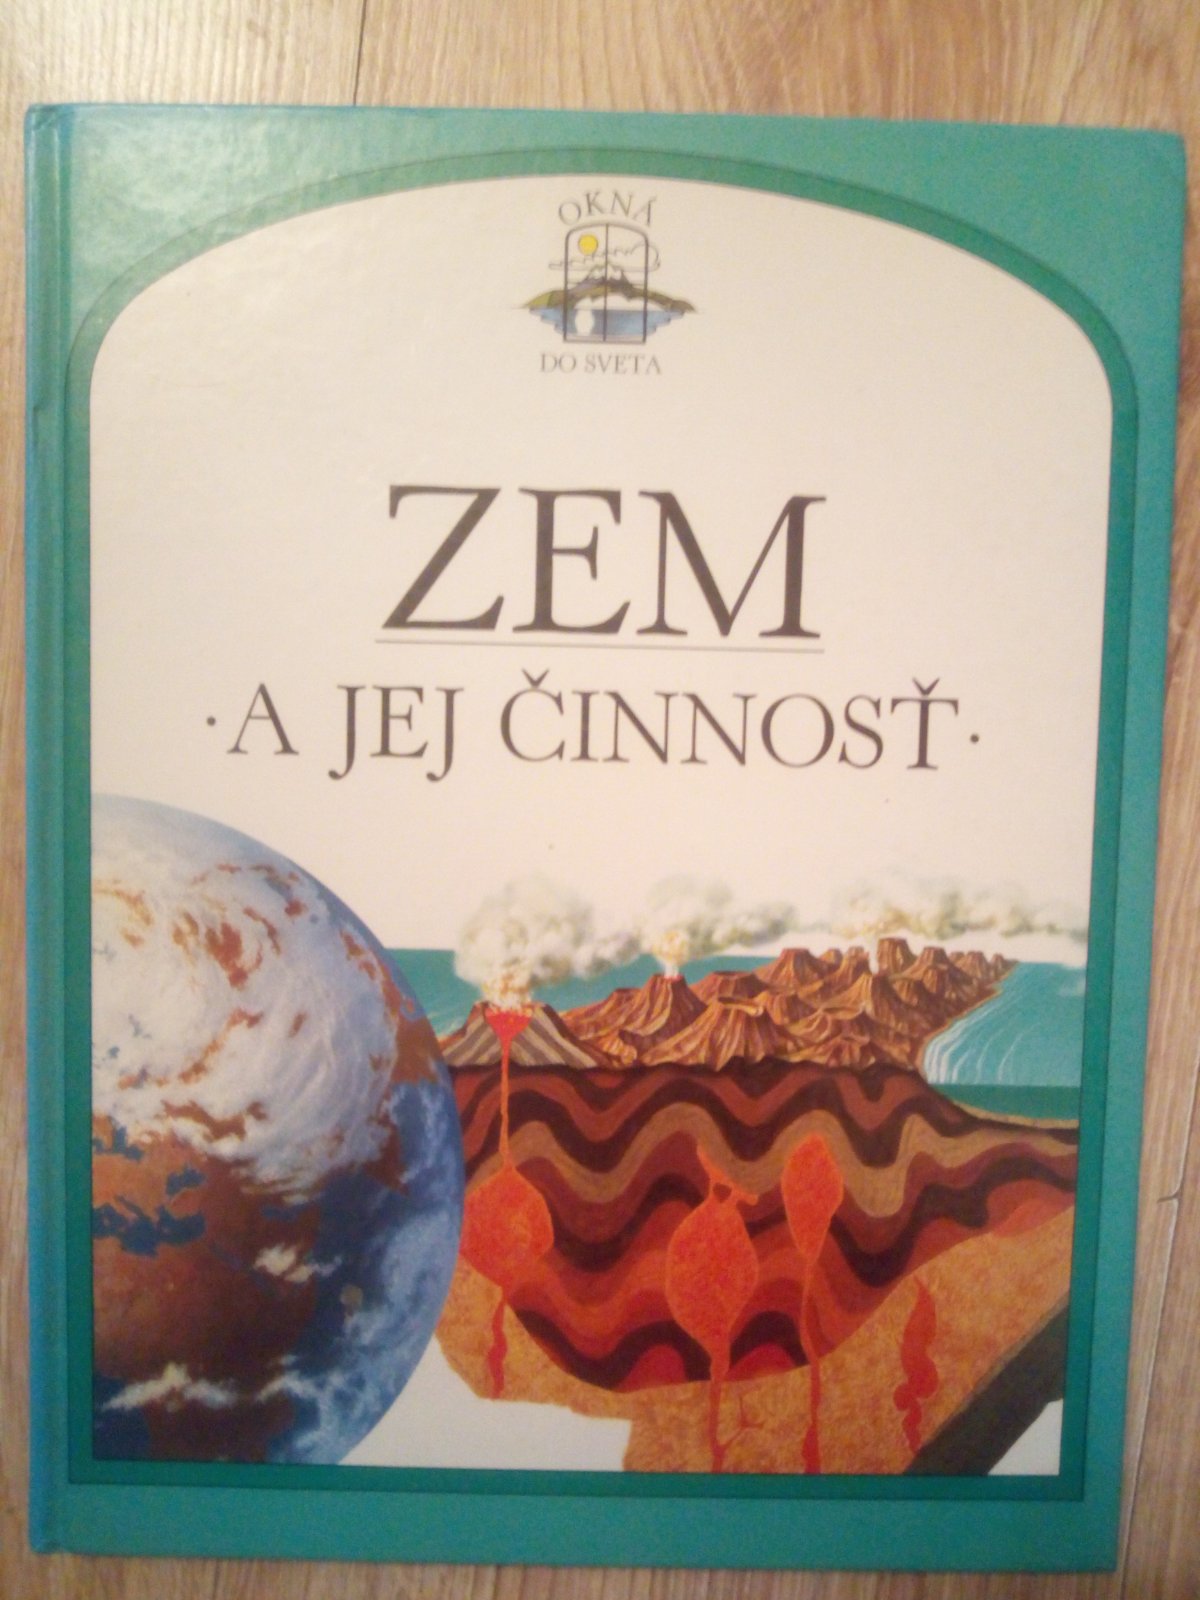 OKNÁ
DO SVETA
ZEM
· A JEJ ČINNOSŤ ·